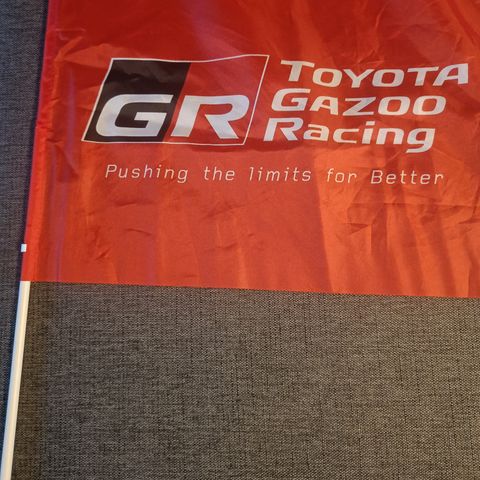 GR
TOYOTA
GAZOO
Racing
Pushing the limits for Better